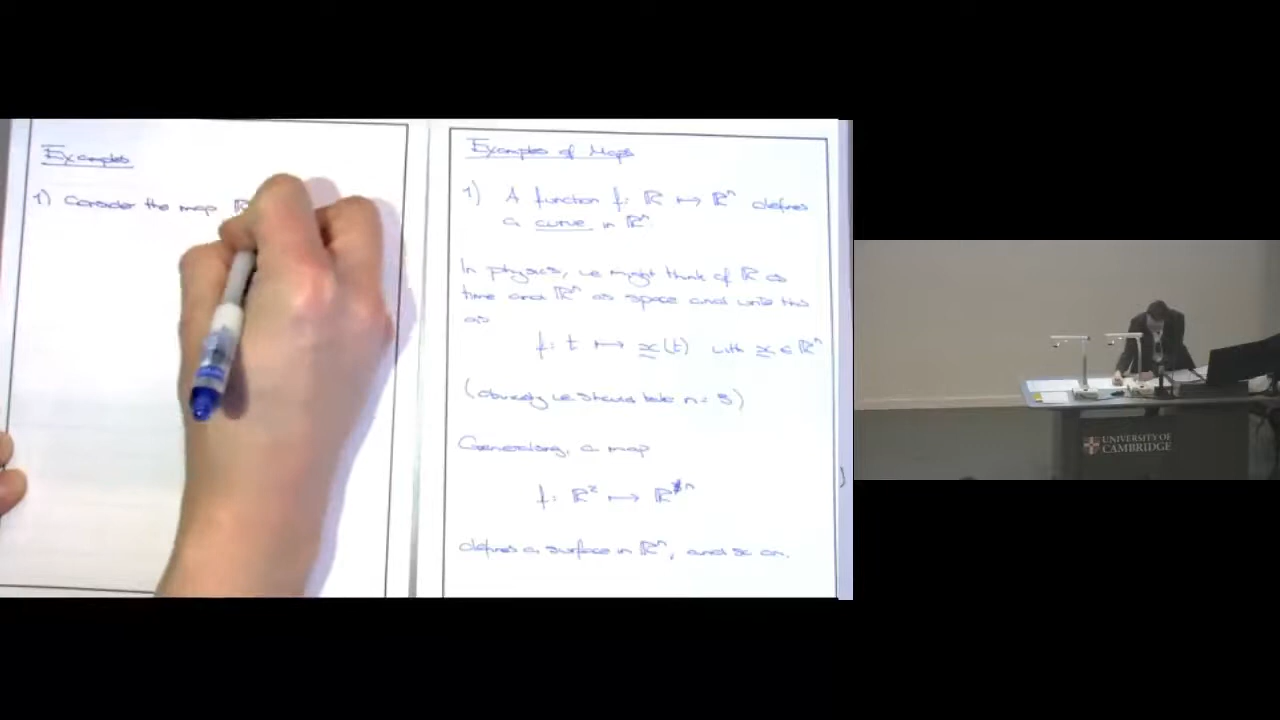 Examples
1) Consider the map ℝ
Examples of Maps
1) A function f: ℝ ↦ ℝⁿ defines
a curve in ℝⁿ.
In physics, we might think of ℝ as
time and ℝⁿ as space and write this
as
f: t ↦ x(t) with x ∈ ℝⁿ
(obviously we should take n = 3)
Generalising, a map
f: ℝ² ↦ ℝⁿ
defines a surface in ℝⁿ, and so on.
UNIVERSITY OF
CAMBRIDGE